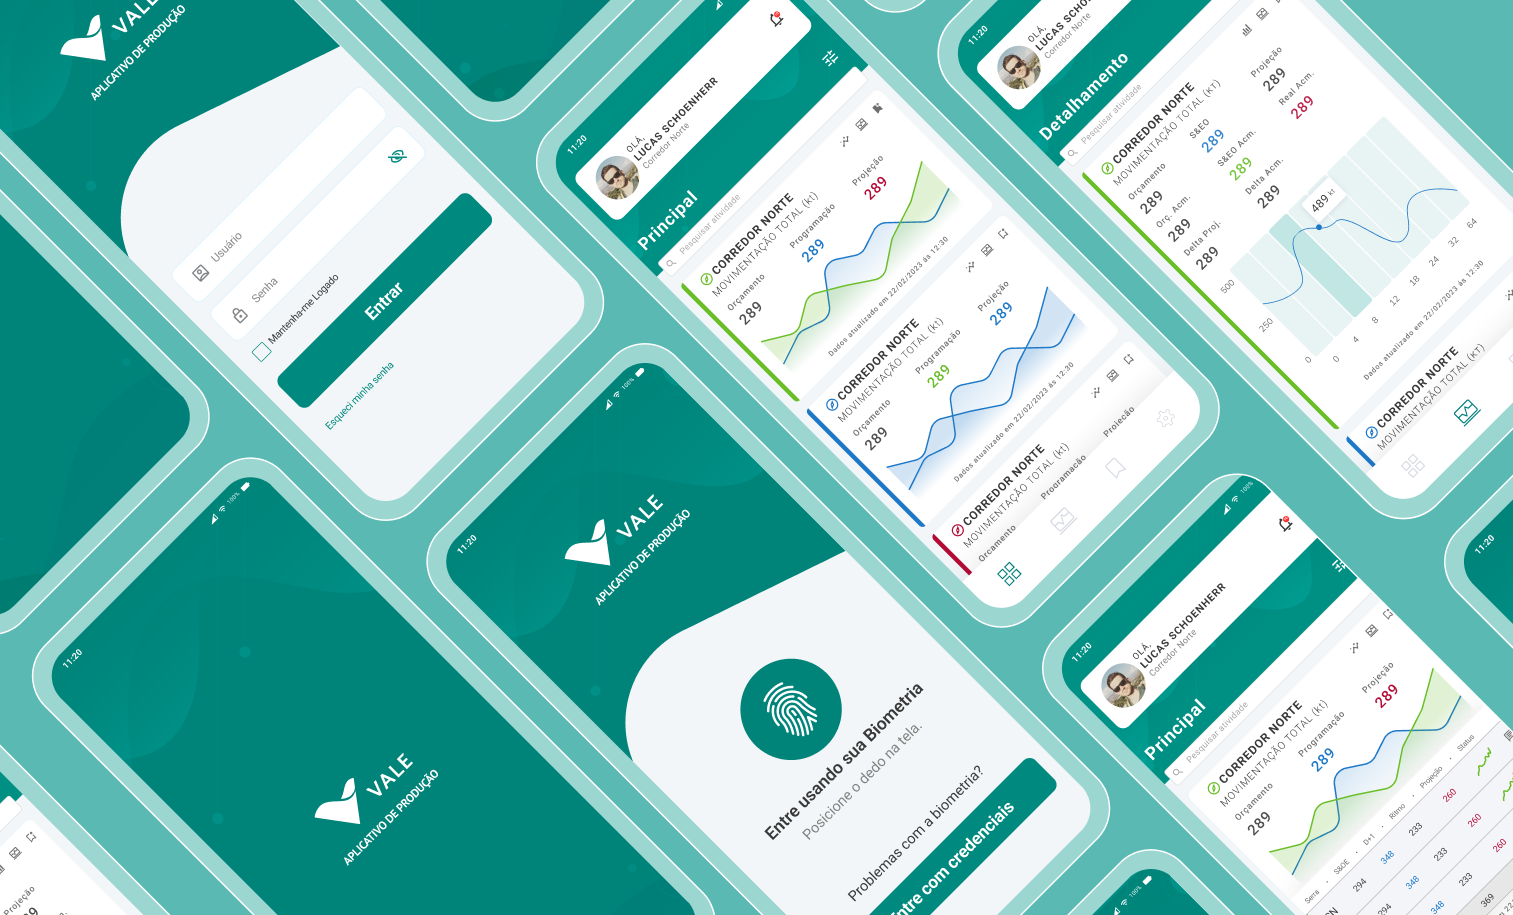 VALE
APLICATIVO DE PRODUÇÃO
Usuário
Senha
Mantenha-me Logado
Entrar
Esqueci minha senha
11:20
OLÁ,
LUCAS SCHOENHERR
Corredor Norte
Principal
Pesquisar atividade
CORREDOR NORTE
MOVIMENTAÇÃO TOTAL (kt)
Orçamento
289
Programação
289
Projeção
289
Dados atualizado em 22/02/2023 ás 12:30
CORREDOR NORTE
MOVIMENTAÇÃO TOTAL (kt)
Orçamento
289
Programação
289
Projeção
289
Dados atualizado em 22/02/2023 ás 12:30
CORREDOR NORTE
MOVIMENTAÇÃO TOTAL (kt)
Orçamento
Programação
Projeção
11:20
OLÁ,
LUCAS SCHOENHERR
Corredor Norte
Detalhamento
Pesquisar atividade
CORREDOR NORTE
MOVIMENTAÇÃO TOTAL (KT)
Orçamento
289
S&EO
289
Projeção
289
Orç. Acm.
289
S&EO Acm.
289
Real Acm.
289
Delta Proj.
289
Delta Acm.
289
489 kt
500
250
0
0 4 8 12 18 24 32 64
Dados atualizado em 22/02/2023 ás 12:30
CORREDOR NORTE
MOVIMENTAÇÃO TOTAL (KT)
11:20
100%
VALE
APLICATIVO DE PRODUÇÃO
11:20
100%
VALE
APLICATIVO DE PRODUÇÃO
Entre usando sua Biometria
Posicione o dedo na tela.
Problemas com a biometria?
Entre com credenciais
11:20
100%
OLÁ,
LUCAS SCHOENHERR
Corredor Norte
Principal
Pesquisar atividade
CORREDOR NORTE
MOVIMENTAÇÃO TOTAL (kt)
Orçamento
289
Programação
289
Projeção
289
Serra S&OE D+1 Ritmo Projeção Status
294 348 233 260
294 348 233 260
348 233 260
369
11:20
100%
Projeção
289